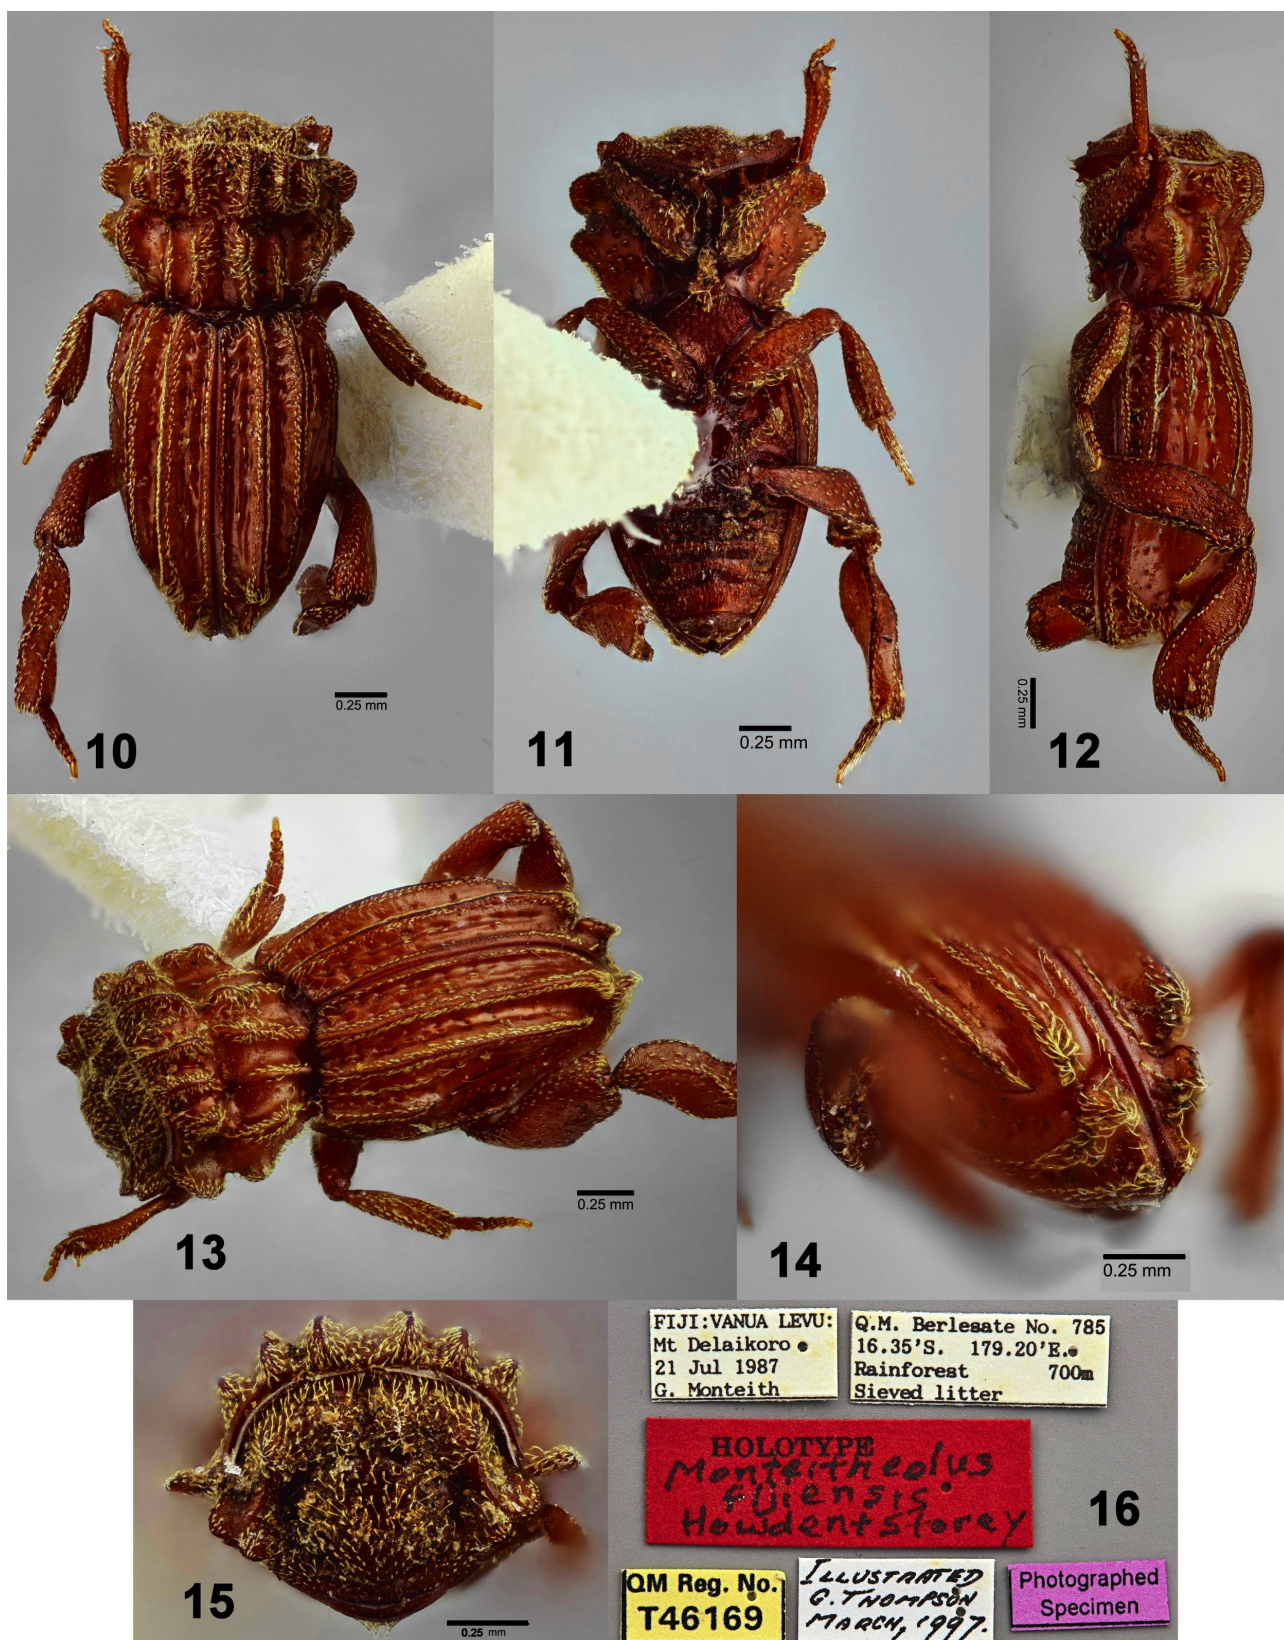 0.25 mm
10
0.25 mm
11
0.25 mm
12
0.25 mm
13
0.25 mm
14
0.25 mm
15
FIJI:VANUA LEVU:
Mt Delaikoro
21 Jul 1987
G. Monteith
Q.M. Berlesate No. 785
16.35'S. 179.20'E.
Rainforest 700m
Sieved litter
HOLOTYPE
Monteitheolus
fijiensis
Howden + Storey
16
QM Reg. No.
T46169
ILLUSTRATED
G. THOMPSON
MARCH, 1997.
Photographed
Specimen